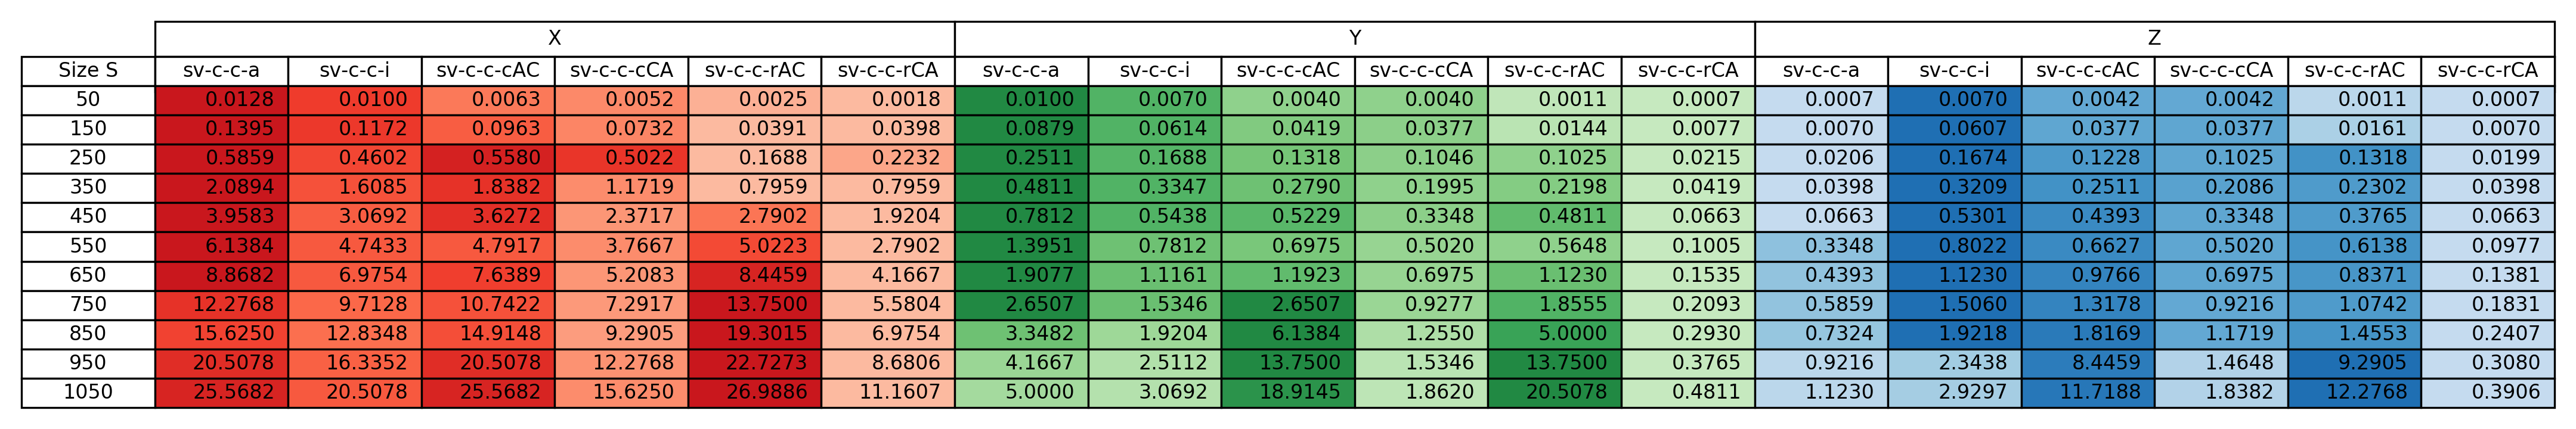 X Y Z
Size S sv-c-c-a sv-c-c-i sv-c-c-cAC sv-c-c-cCA sv-c-c-rAC sv-c-c-rCA sv-c-c-a sv-c-c-i sv-c-c-cAC sv-c-c-cCA sv-c-c-rAC sv-c-c-rCA sv-c-c-a sv-c-c-i sv-c-c-cAC sv-c-c-cCA sv-c-c-rAC sv-c-c-rCA
50 0.0128 0.0100 0.0063 0.0052 0.0025 0.0018 0.0100 0.0070 0.0040 0.0040 0.0011 0.0007 0.0007 0.0070 0.0042 0.0042 0.0011 0.0007
150 0.1395 0.1172 0.0963 0.0732 0.0391 0.0398 0.0879 0.0614 0.0419 0.0377 0.0144 0.0077 0.0070 0.0607 0.0377 0.0377 0.0161 0.0070
250 0.5859 0.4602 0.5580 0.5022 0.1688 0.2232 0.2511 0.1688 0.1318 0.1046 0.1025 0.0215 0.0206 0.1674 0.1228 0.1025 0.1318 0.0199
350 2.0894 1.6085 1.8382 1.1719 0.7959 0.7959 0.4811 0.3347 0.2790 0.1995 0.2198 0.0419 0.0398 0.3209 0.2511 0.2086 0.2302 0.0398
450 3.9583 3.0692 3.6272 2.3717 2.7902 1.9204 0.7812 0.5438 0.5229 0.3348 0.4811 0.0663 0.0663 0.5301 0.4393 0.3348 0.3765 0.0663
550 6.1384 4.7433 4.7917 3.7667 5.0223 2.7902 1.3951 0.7812 0.6975 0.5020 0.5648 0.1005 0.3348 0.8022 0.6627 0.5020 0.6138 0.0977
650 8.8682 6.9754 7.6389 5.2083 8.4459 4.1667 1.9077 1.1161 1.1923 0.6975 1.1230 0.1535 0.4393 1.1230 0.9766 0.6975 0.8371 0.1381
750 12.2768 9.7128 10.7422 7.2917 13.7500 5.5804 2.6507 1.5346 2.6507 0.9277 1.8555 0.2093 0.5859 1.5060 1.3178 0.9216 1.0742 0.1831
850 15.6250 12.8348 14.9148 9.2905 19.3015 6.9754 3.3482 1.9204 6.1384 1.2550 5.0000 0.2930 0.7324 1.9218 1.8169 1.1719 1.4553 0.2407
950 20.5078 16.3352 20.5078 12.2768 22.7273 8.6806 4.1667 2.5112 13.7500 1.5346 13.7500 0.3765 0.9216 2.3438 8.4459 1.4648 9.2905 0.3080
1050 25.5682 20.5078 25.5682 15.6250 26.9886 11.1607 5.0000 3.0692 18.9145 1.8620 20.5078 0.4811 1.1230 2.9297 11.7188 1.8382 12.2768 0.3906